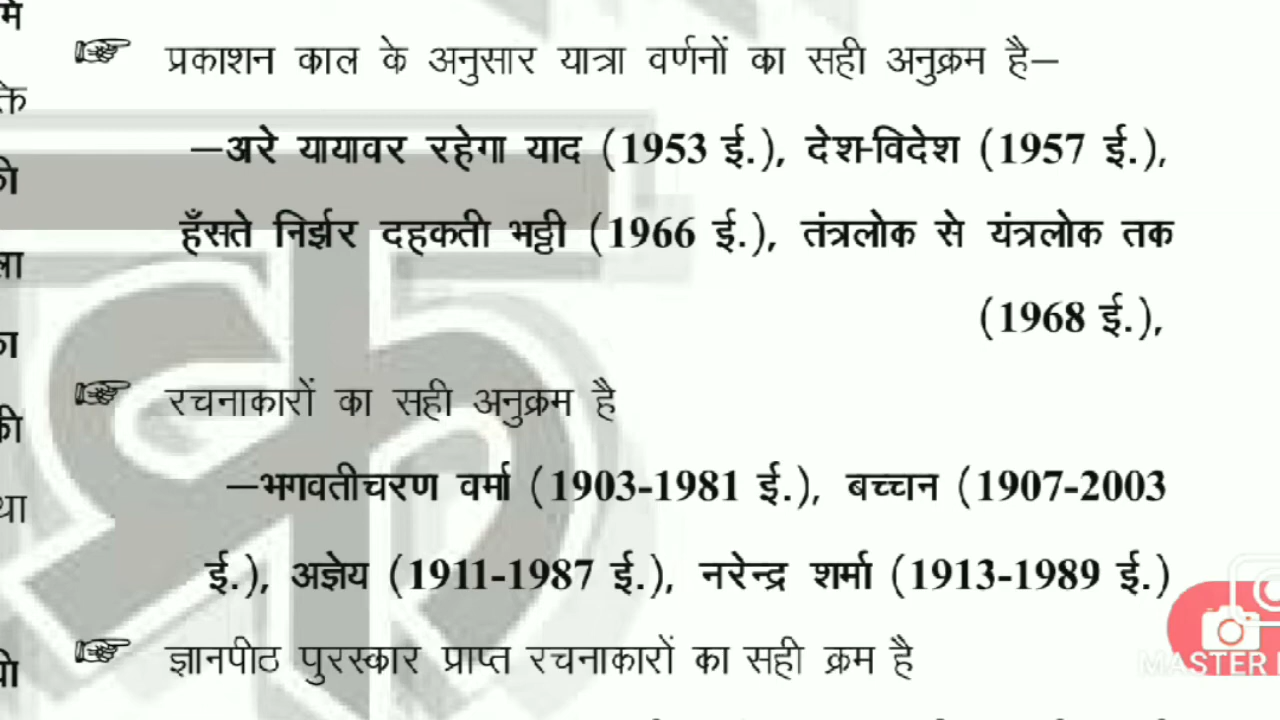 प्रकाशन काल के अनुसार यात्रा वर्णनों का सही अनुक्रम है–
–अरे यायावर रहेगा याद (1953 ई.), देश-विदेश (1957 ई.),
हँसते निर्झर दहकती भट्ठी (1966 ई.), तंत्रलोक से यंत्रलोक तक
(1968 ई.),
रचनाकारों का सही अनुक्रम है
–भगवतीचरण वर्मा (1903-1981 ई.), बच्चान (1907-2003
ई.), अज्ञेय (1911-1987 ई.), नरेन्द्र शर्मा (1913-1989 ई.)
ज्ञानपीठ पुरस्कार प्राप्त रचनाकारों का सही क्रम है
MASTER